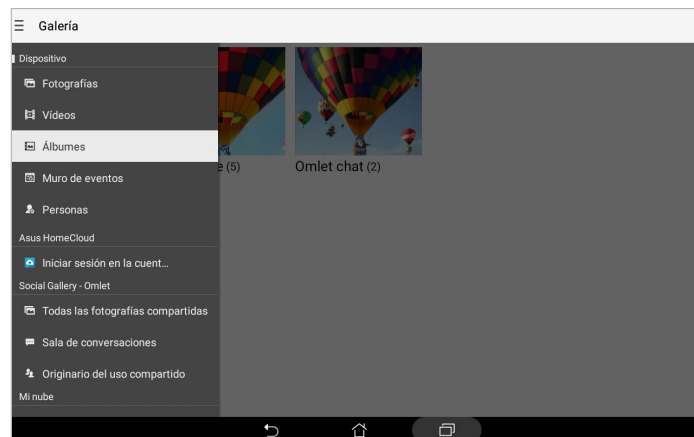 Galería
Dispositivo
Fotografías
Vídeos
Álbumes
Muro de eventos
Personas
Asus HomeCloud
Iniciar sesión en la cuent...
Social Gallery - Omlet
Todas las fotografías compartidas
Sala de conversaciones
Originario del uso compartido
Mi nube
(5)
Omlet chat (2)